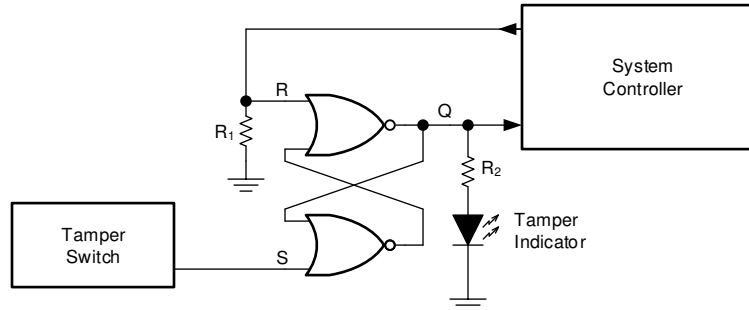 System
Controller
R
Q
R1
R2
Tamper
Switch
Tamper
Indicator
S